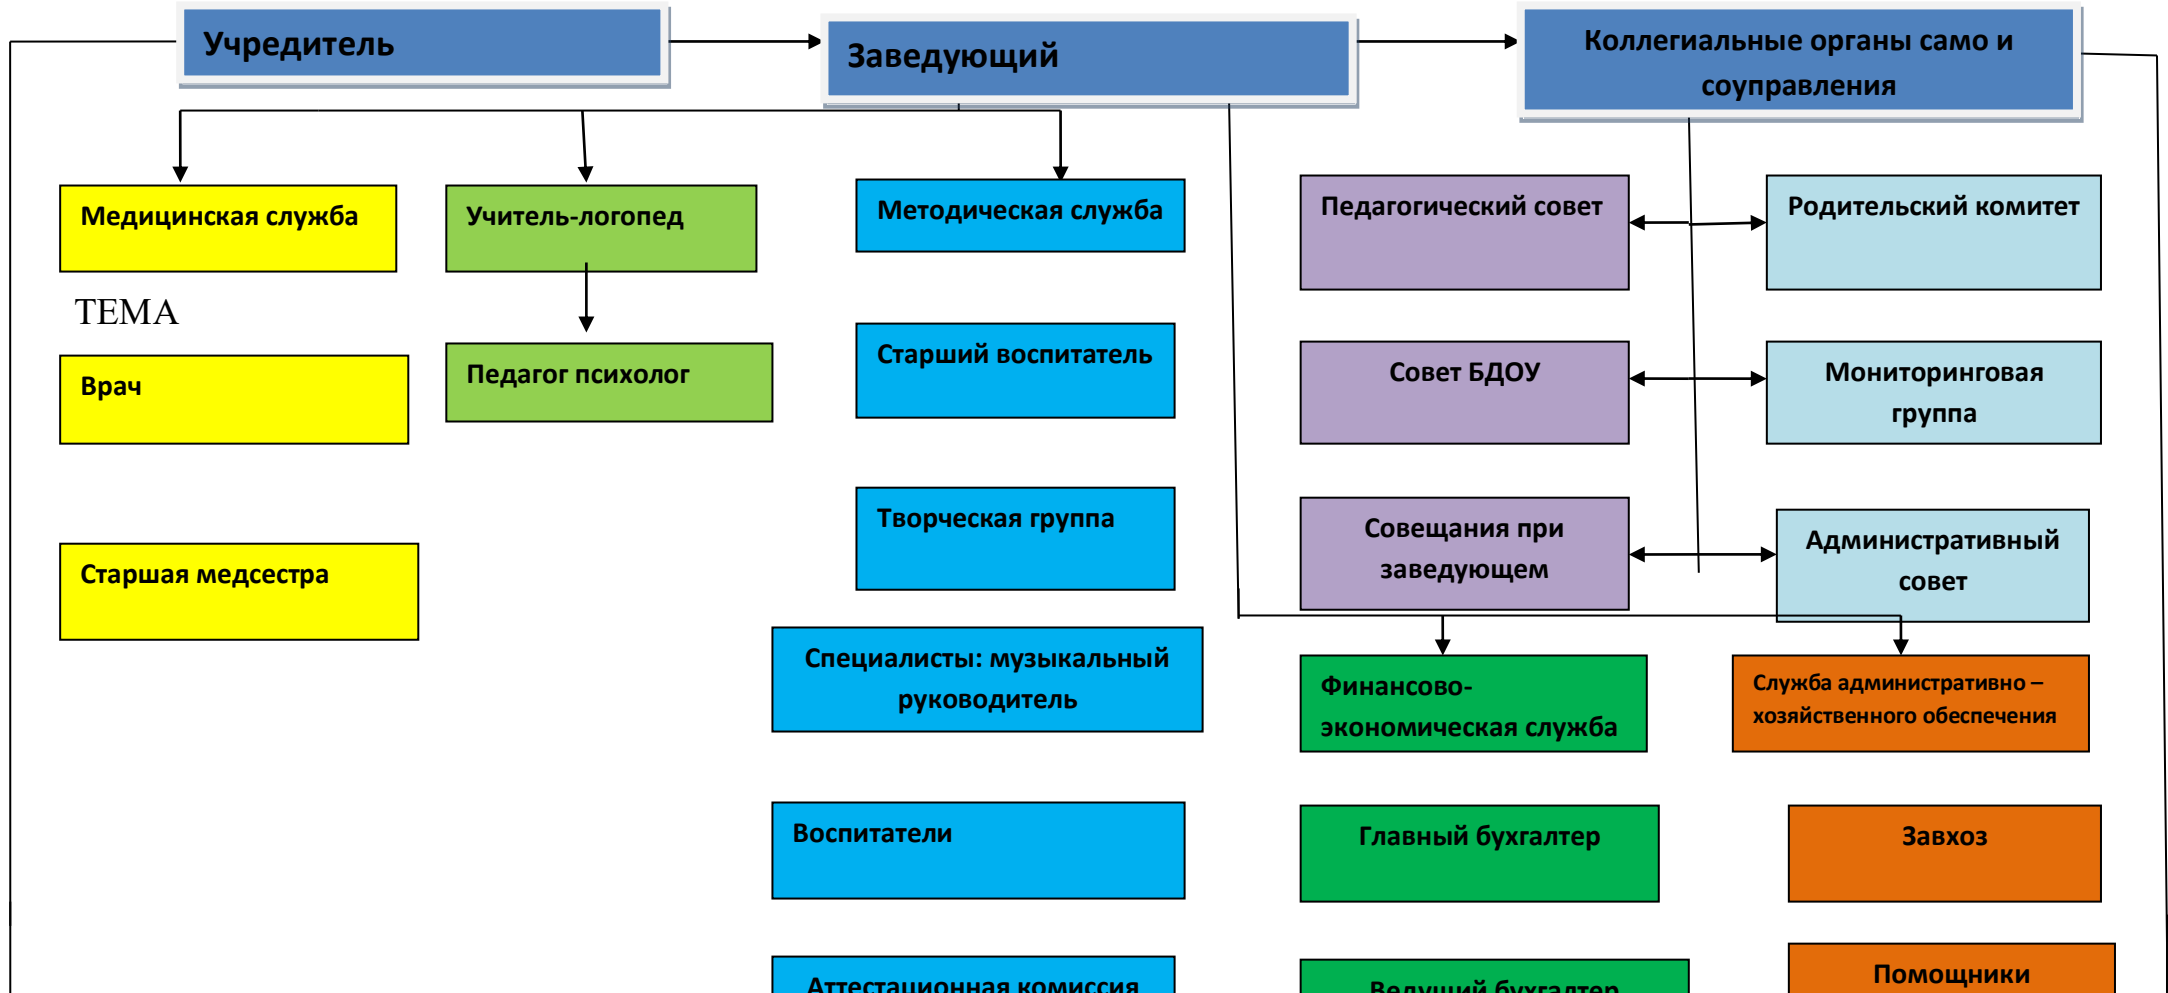 Учредитель
Заведующий
Коллегиальные органы само и
соуправления
Медицинская служба
Учитель-логопед
Методическая служба
Педагогический совет
Родительский комитет
ТЕМА
Врач
Педагог психолог
Старший воспитатель
Совет БДОУ
Мониторинговая
группа
Старшая медсестра
Творческая группа
Совещания при
заведующем
Административный
совет
Специалисты: музыкальный
руководитель
Финансово-
экономическая служба
Служба административно –
хозяйственного обеспечения
Воспитатели
Главный бухгалтер
Завхоз
Аттестационная комиссия
Ведущий бухгалтер
Помощники